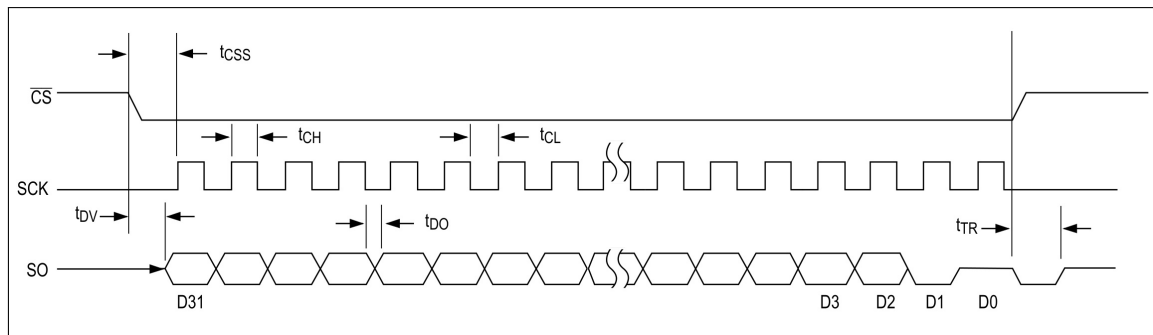 tCSS
CS
tCH
tCL
SCK
tDV
tDO
tTR
SO
D31 D3 D2 D1 D0